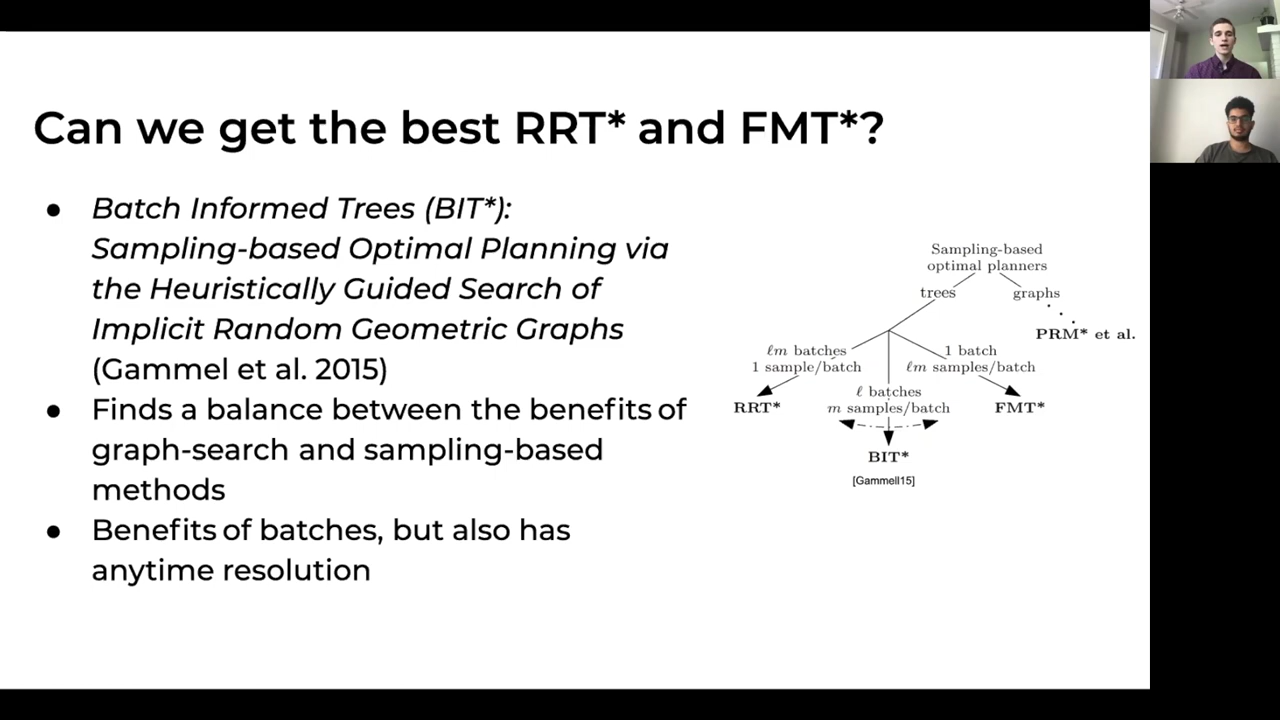 Can we get the best RRT* and FMT*?
● Batch Informed Trees (BIT*):
Sampling-based Optimal Planning via
the Heuristically Guided Search of
Implicit Random Geometric Graphs
(Gammel et al. 2015)
● Finds a balance between the benefits of
graph-search and sampling-based
methods
● Benefits of batches, but also has
anytime resolution
Sampling-based
optimal planners
trees
graphs
PRM* et al.
ℓm batches
1 sample/batch
1 batch
ℓm samples/batch
ℓ batches
m samples/batch
RRT*
FMT*
BIT*
[Gammell15]